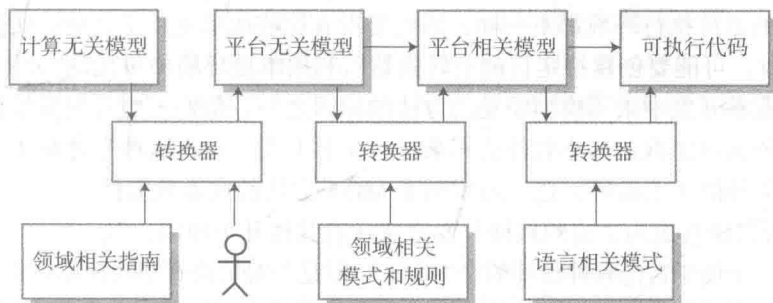 计算无关模型
平台无关模型
平台相关模型
可执行代码
转换器
转换器
转换器
领域相关指南
领域相关
模式和规则
语言相关模式